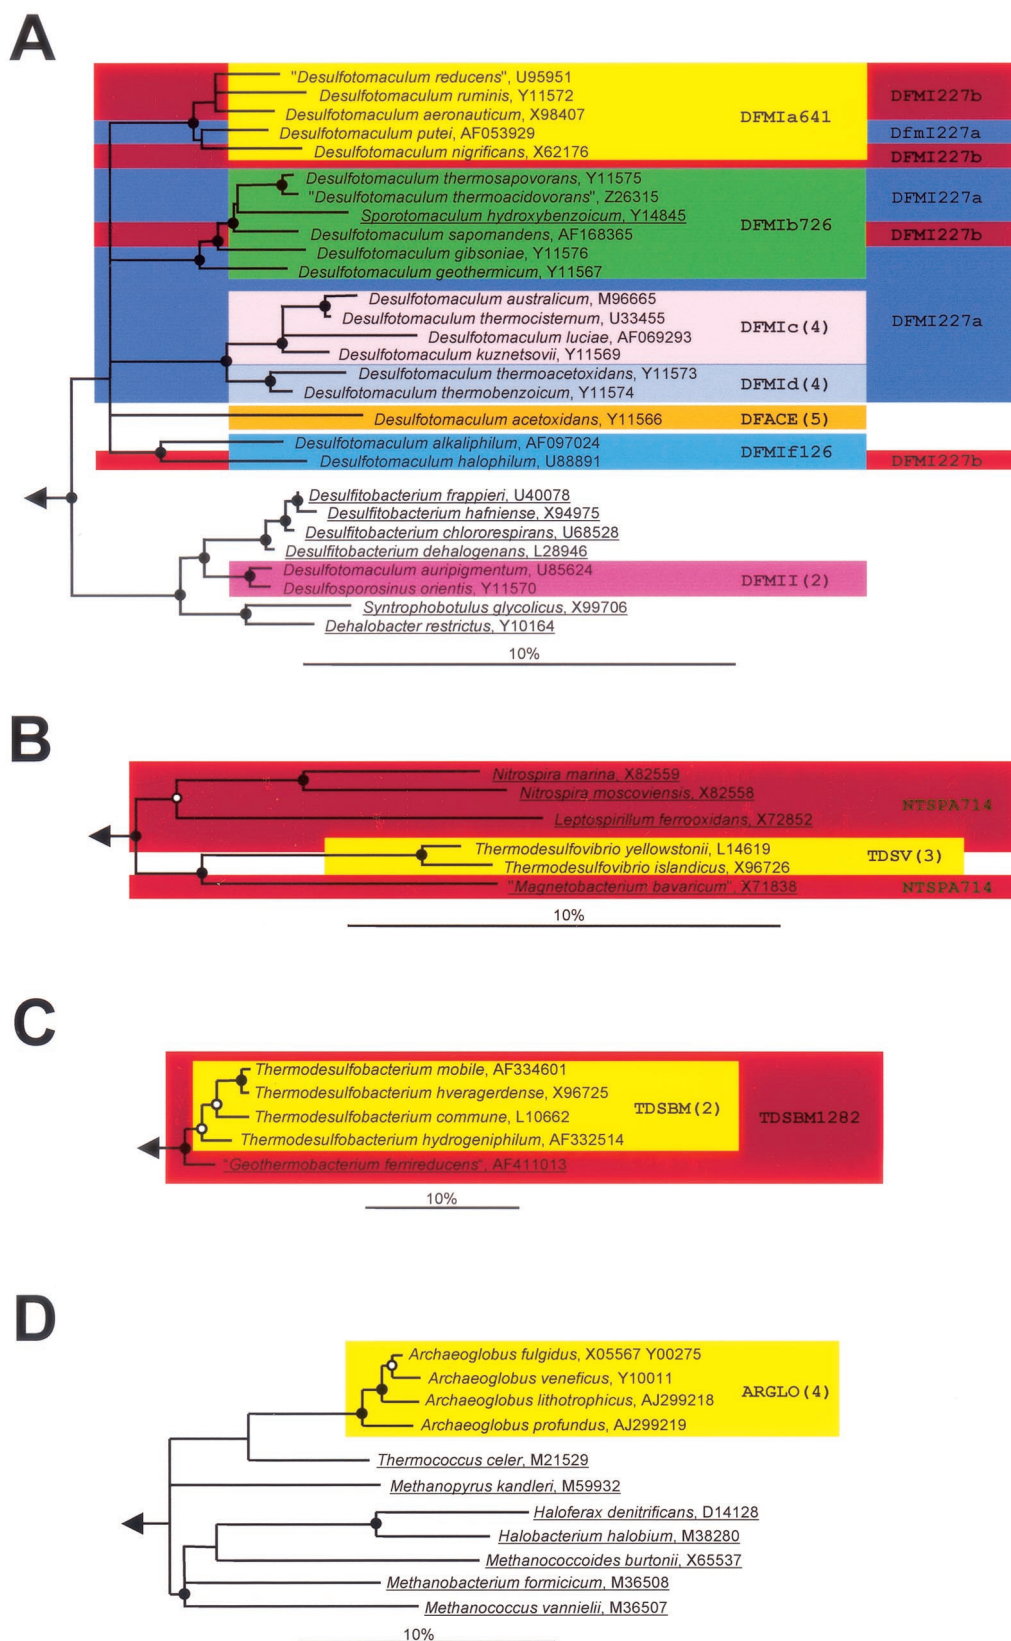 A
"Desulfotomaculum reducens", U95951
Desulfotomaculum ruminis, Y11572
DFMI227b
Desulfotomaculum aeronauticum, X98407
DFMIa641
Desulfotomaculum putei, AF053929
DfmI227a
Desulfotomaculum nigrificans, X62176
DFMI227b
Desulfotomaculum thermosapovorans, Y11575
"Desulfotomaculum thermoacidovorans", Z26315
DFMI227a
Sporotomaculum hydroxybenzoicum, Y14845
DFMIb726
Desulfotomaculum sapomandens, AF168365
DFMI227b
Desulfotomaculum gibsoniae, Y11576
Desulfotomaculum geothermicum, Y11567
Desulfotomaculum australicum, M96665
Desulfotomaculum thermocisternum, U33455
DFMIc(4)
DFMI227a
Desulfotomaculum luciae, AF069293
Desulfotomaculum kuznetsovii, Y11569
Desulfotomaculum thermoacetoxidans, Y11573
DFMId(4)
Desulfotomaculum thermobenzoicum, Y11574
Desulfotomaculum acetoxidans, Y11566
DFACE(5)
Desulfotomaculum alkaliphilum, AF097024
DFMIf126
Desulfotomaculum halophilum, U88891
DFMI227b
Desulfitobacterium frappieri, U40078
Desulfitobacterium hafniense, X94975
Desulfitobacterium chlororespirans, U68528
Desulfitobacterium dehalogenans, L28946
Desulfotomaculum auripigmentum, U85624
DFMII(2)
Desulfosporosinus orientis, Y11570
Syntrophobotulus glycolicus, X99706
Dehalobacter restrictus, Y10164
10%
B
Nitrospira marina, X82559
Nitrospira moscoviensis, X82558
NTSPA714
Leptospirillum ferrooxidans, X72852
Thermodesulfovibrio yellowstonii, L14619
TDSV(3)
Thermodesulfovibrio islandicus, X96726
"Magnetobacterium bavaricum", X71838
NTSPA714
10%
C
Thermodesulfobacterium mobile, AF334601
Thermodesulfobacterium hveragerdense, X96725
TDSBM(2)
Thermodesulfobacterium commune, L10662
TDSBM1282
Thermodesulfobacterium hydrogeniphilum, AF332514
"Geothermobacterium ferrireducens", AF411013
10%
D
Archaeoglobus fulgidus, X05567 Y00275
Archaeoglobus veneficus, Y10011
ARGLO(4)
Archaeoglobus lithotrophicus, AJ299218
Archaeoglobus profundus, AJ299219
Thermococcus celer, M21529
Methanopyrus kandleri, M59932
Haloferax denitrificans, D14128
Halobacterium halobium, M38280
Methanococcoides burtonii, X65537
Methanobacterium formicicum, M36508
Methanococcus vannielii, M36507
10%